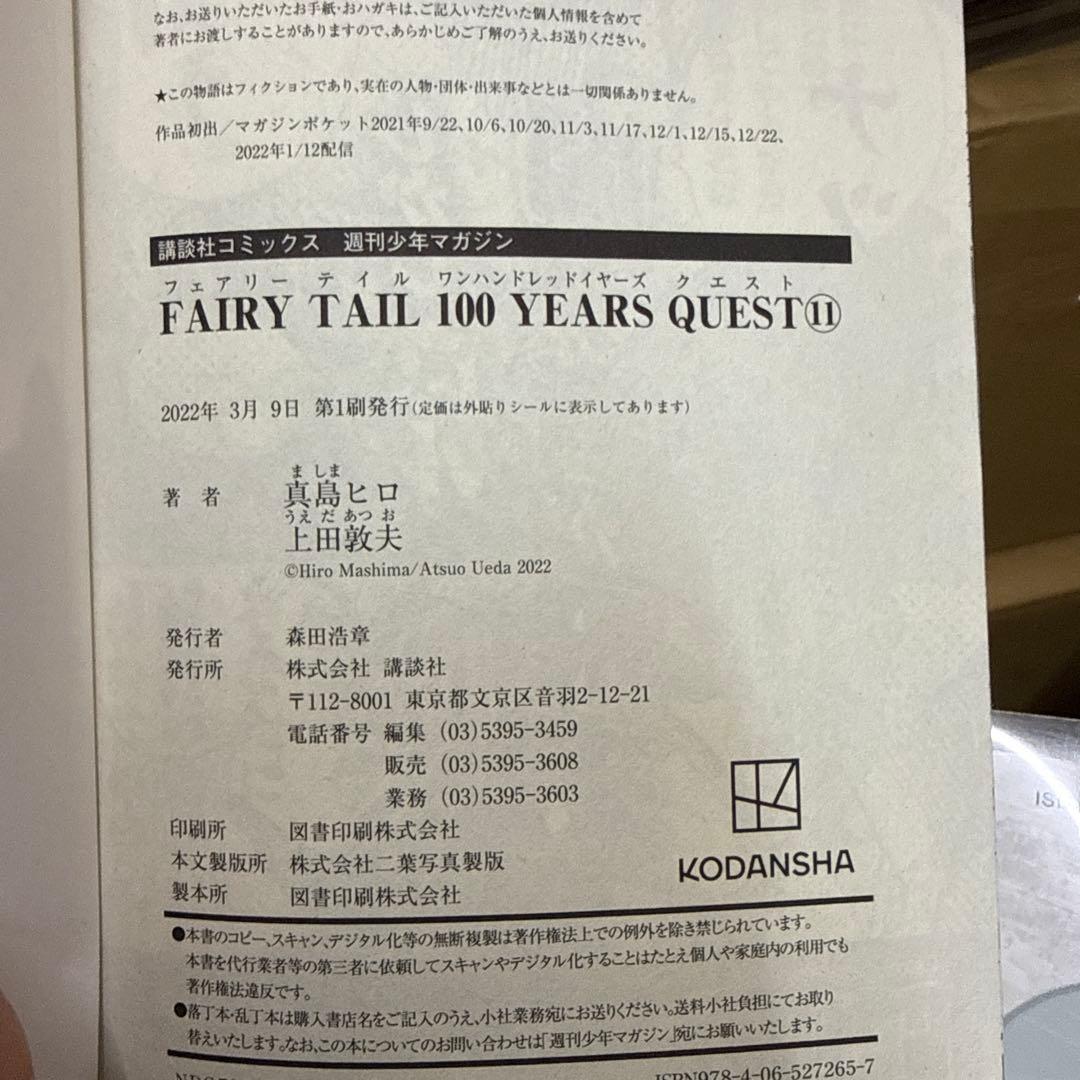 なお、お送りいただいたお手紙・おハガキは、ご記入いただいた個人情報を含めて
著者にお渡しすることがありますので、あらかじめご了解のうえ、お送りください。
★この物語はフィクションであり、実在の人物・団体・出来事などとは一切関係ありません。
作品初出／マガジンポケット2021年9/22、10/6、10/20、11/3、11/17、12/1、12/15、12/22、
2022年1/12配信
講談社コミックス 週刊少年マガジン
フェアリー テイル ワンハンドレッドイヤーズ クエスト
FAIRY TAIL 100 YEARS QUEST⑪
2022年 3月 9日 第1刷発行(定価は外貼りシールに表示してあります)
ま しま
著 者 真島ヒロ
うえ だ あつ お
上田敦夫
©Hiro Mashima/Atsuo Ueda 2022
発行者 森田浩章
発行所 株式会社 講談社
〒112-8001 東京都文京区音羽2-12-21
電話番号 編集 (03)5395-3459
販売 (03)5395-3608
業務 (03)5395-3603
印刷所 図書印刷株式会社
本文製版所 株式会社二葉写真製版
製本所 図書印刷株式会社
KODANSHA
●本書のコピー、スキャン、デジタル化等の無断複製は著作権法上での例外を除き禁じられています。
本書を代行業者等の第三者に依頼してスキャンやデジタル化することはたとえ個人や家庭内の利用でも
著作権法違反です。
●落丁本・乱丁本は購入書店名をご記入のうえ、小社業務宛にお送りください。送料小社負担にてお取り
替えいたします。なお、この本についてのお問い合わせは「週刊少年マガジン」宛にお願いいたします。
ISBN978-4-06-527265-7